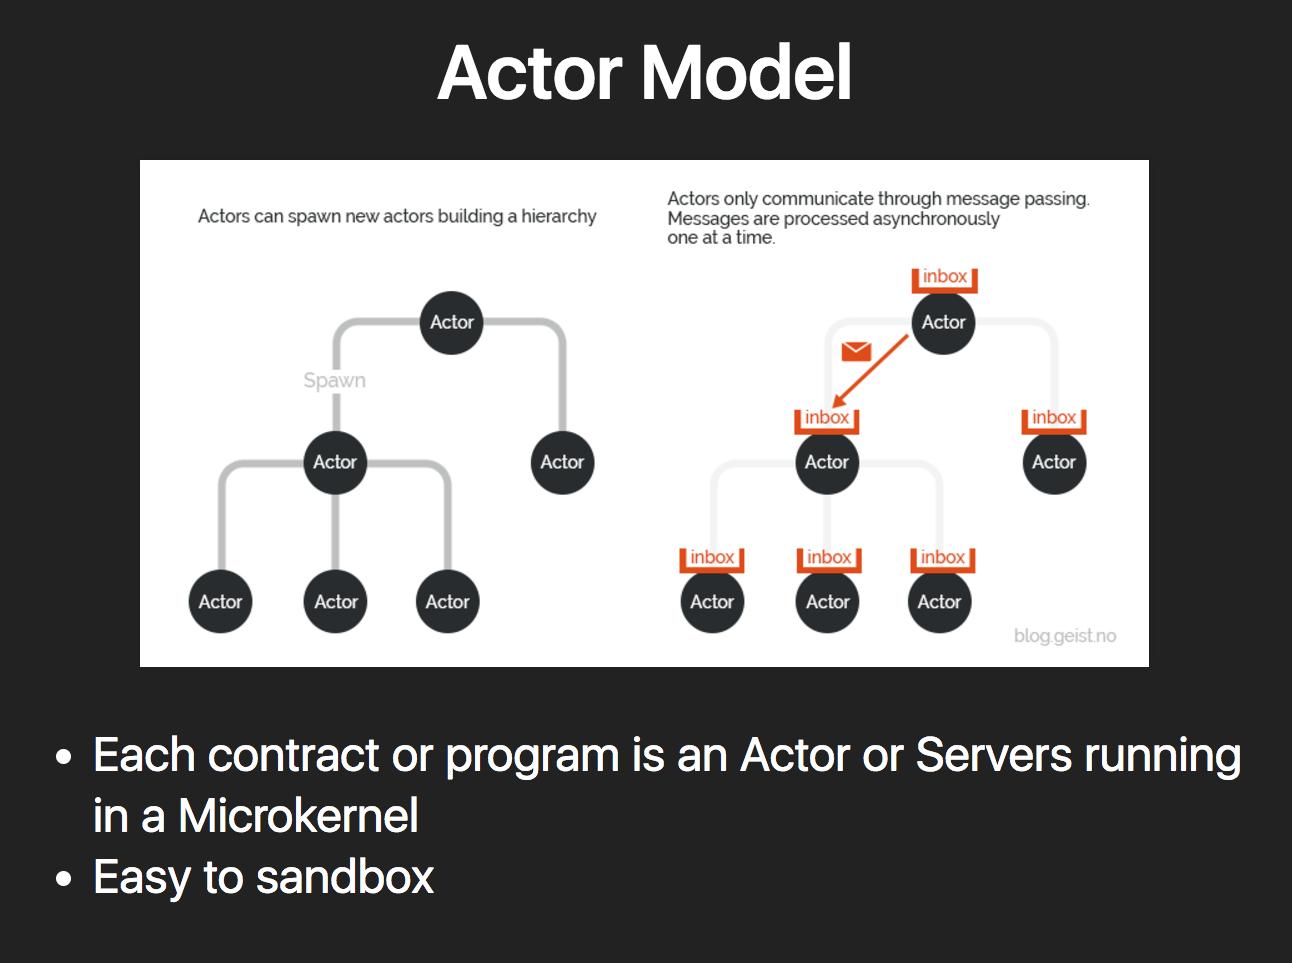 Actor Model
Actors can spawn new actors building a hierarchy
Actor
Spawn
Actor
Actor
Actor
Actor
Actor
Actors only communicate through message passing.
Messages are processed asynchronously
one at a time.
inbox
Actor
inbox
inbox
Actor
Actor
inbox
inbox
inbox
Actor
Actor
Actor
blog.geist.no
• Each contract or program is an Actor or Servers running
in a Microkernel
• Easy to sandbox